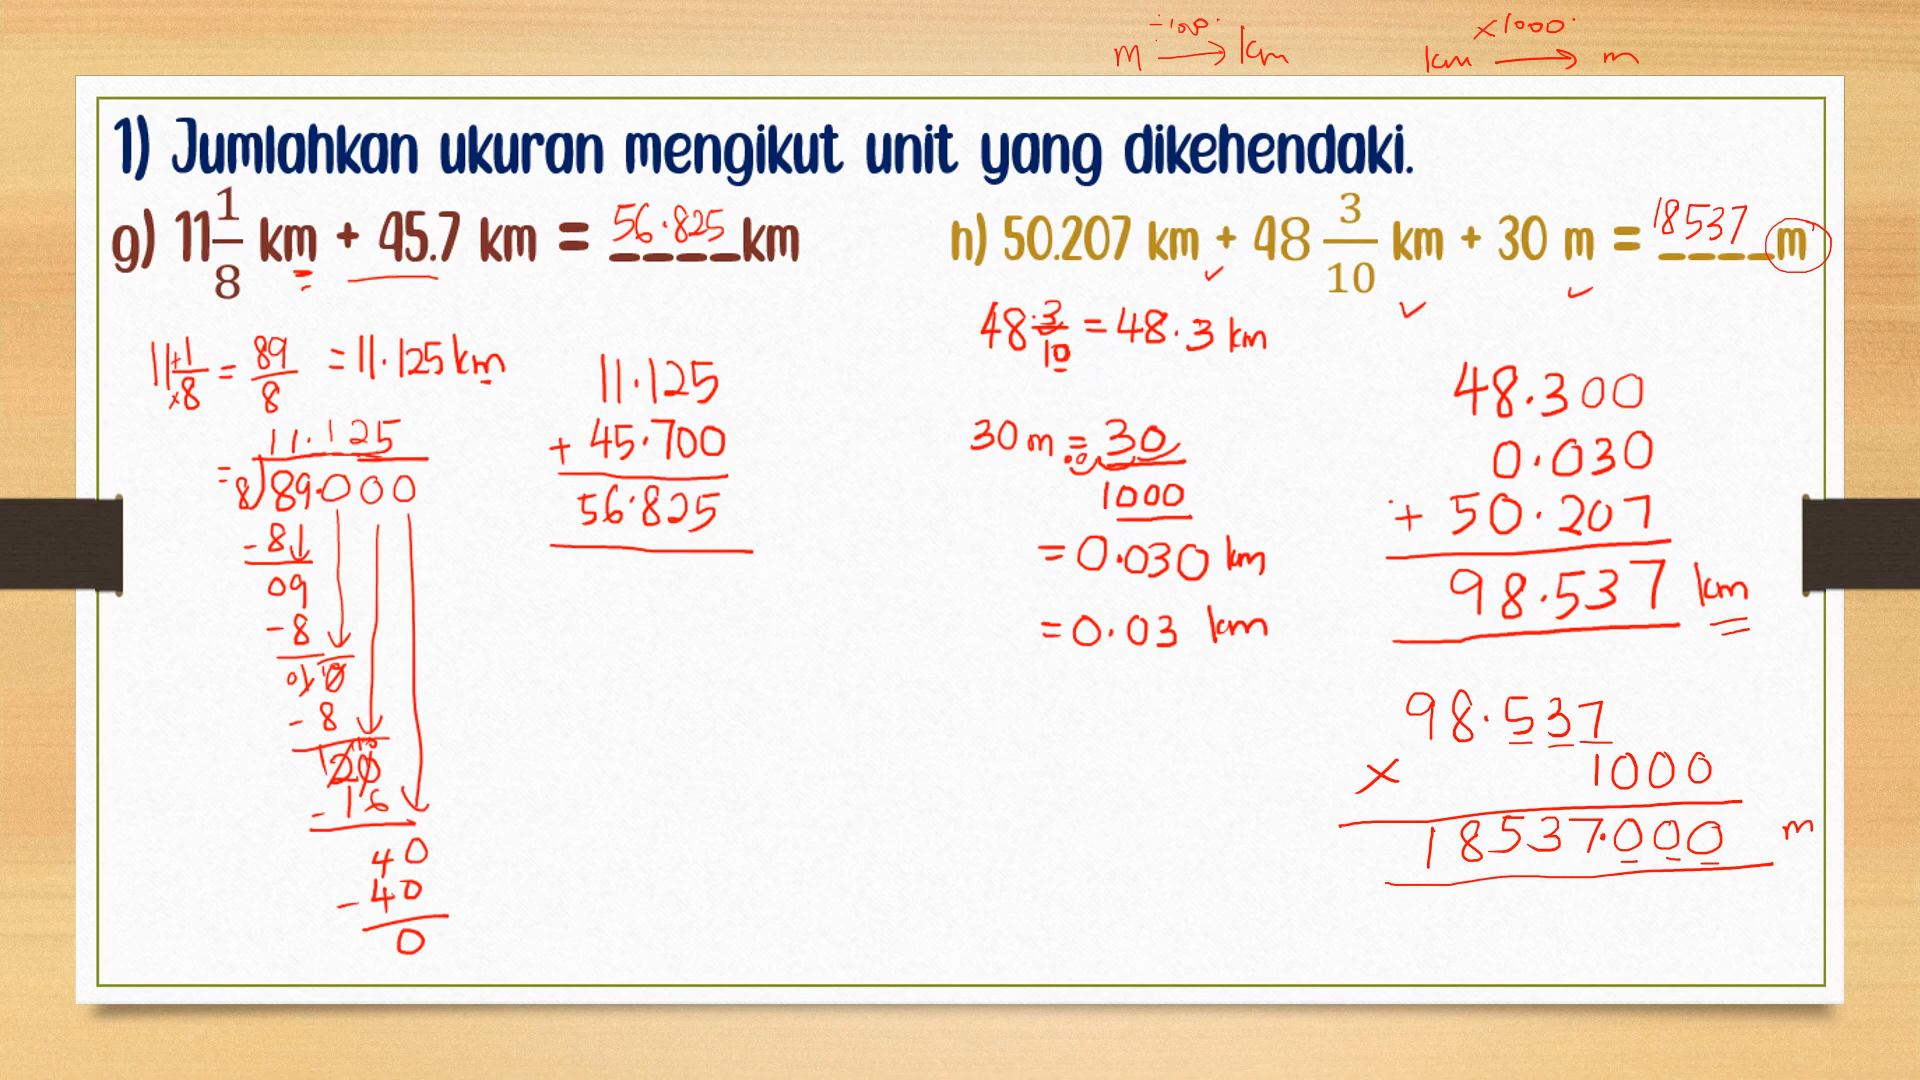 m ÷100 → km
km ×1000 → m
1) Jumlahkan ukuran mengikut unit yang dikehendaki.
g) 11 1/8 km + 45.7 km = 56.825 km
11 1/8 = 89/8 = 11.125 km
11.125
= 8)89.000
- 8
09
- 8
010
- 8
20
- 16
40
- 40
0
11.125
+ 45.700
56.825
h) 50.207 km + 48 3/10 km + 30 m = 18537 m
48 3/10 = 48.3 km
30 m = 30/1000
= 0.030 km
= 0.03 km
48.300
0.030
+ 50.207
98.537 km
98.537
× 1000
18537.000 m